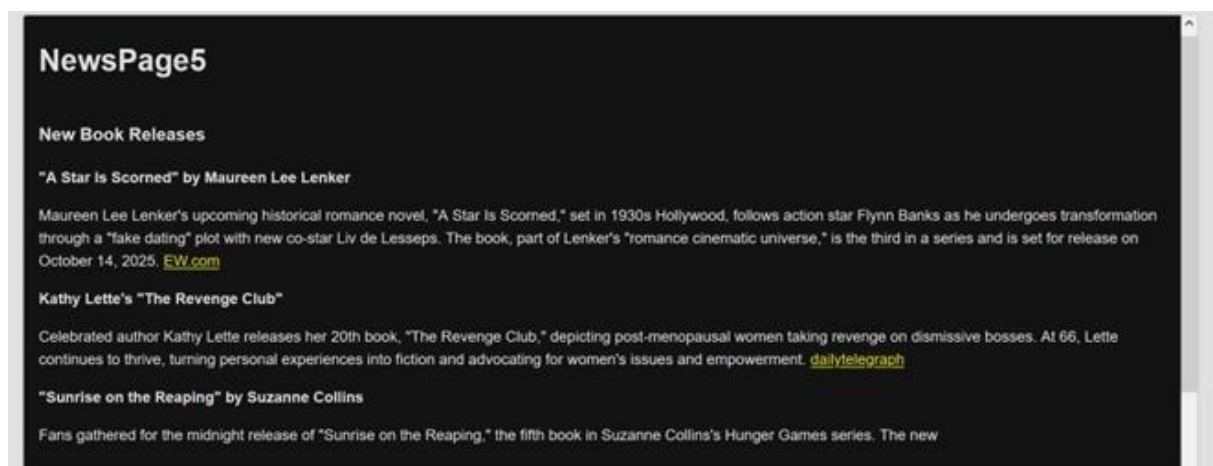 NewsPage5
New Book Releases
"A Star Is Scorned" by Maureen Lee Lenker
Maureen Lee Lenker's upcoming historical romance novel, "A Star Is Scorned," set in 1930s Hollywood, follows action star Flynn Banks as he undergoes transformation
through a "fake dating" plot with new co-star Liv de Lesseps. The book, part of Lenker's "romance cinematic universe," is the third in a series and is set for release on
October 14, 2025. EW.com
Kathy Lette's "The Revenge Club"
Celebrated author Kathy Lette releases her 20th book, "The Revenge Club," depicting post-menopausal women taking revenge on dismissive bosses. At 66, Lette
continues to thrive, turning personal experiences into fiction and advocating for women's issues and empowerment. dailytelegraph
"Sunrise on the Reaping" by Suzanne Collins
Fans gathered for the midnight release of "Sunrise on the Reaping," the fifth book in Suzanne Collins's Hunger Games series. The new